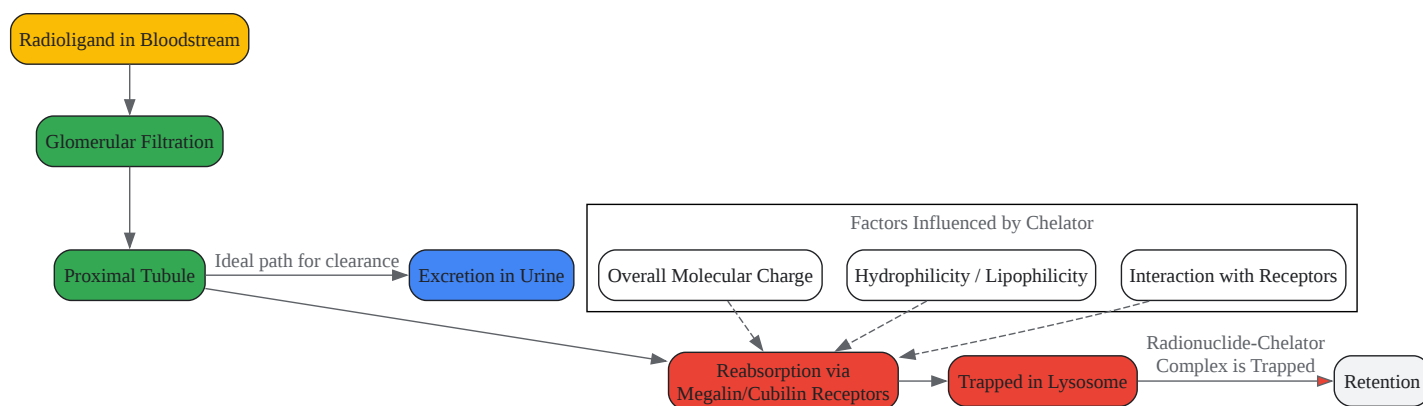 Radioligand in Bloodstream
Glomerular Filtration
Factors Influenced by Chelator
Proximal Tubule
Ideal path for clearance
Excretion in Urine
Overall Molecular Charge
Hydrophilicity / Lipophilicity
Interaction with Receptors
Reabsorption via
Megalin/Cubilin Receptors
Trapped in Lysosome
Radionuclide-Chelator
Complex is Trapped
Retention